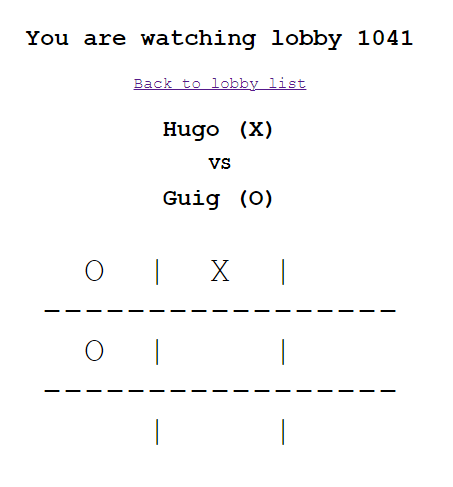 You are watching lobby 1041
Back to lobby list
Hugo (X)
vs
Guig (O)
O | X |
-----------------
O | |
-----------------
| |